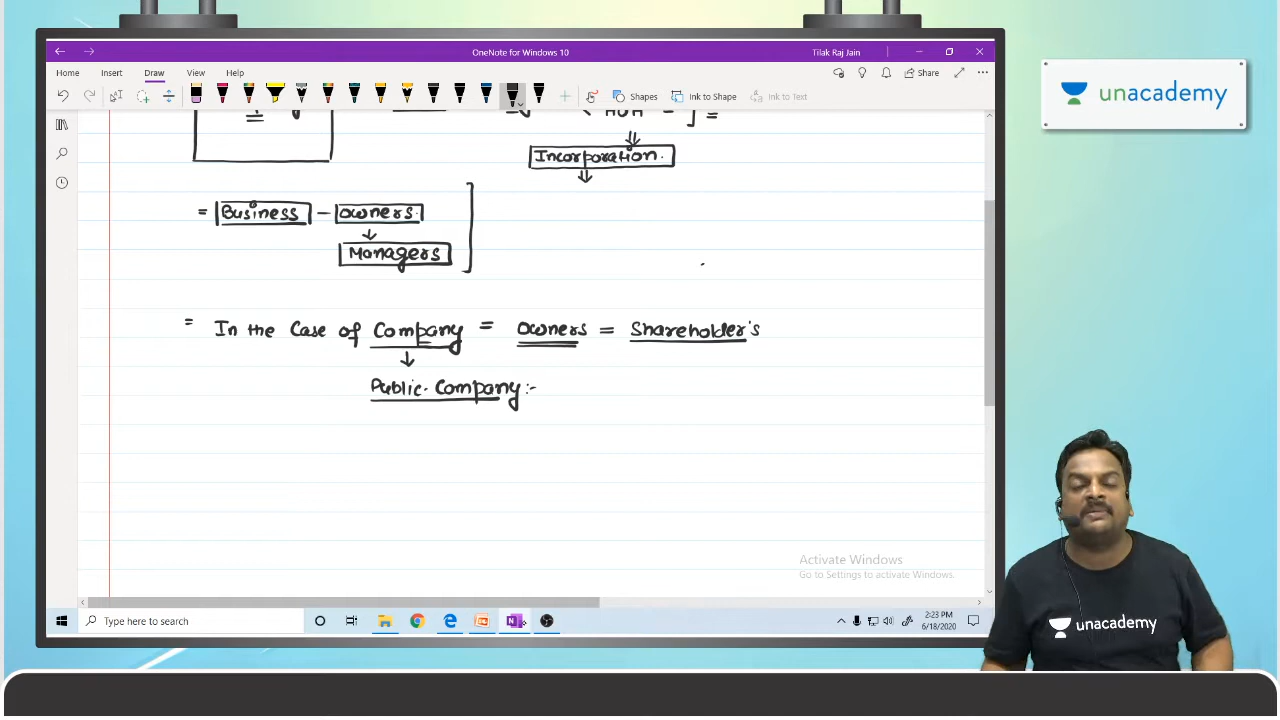 OneNote for Windows 10
Tilak Raj Jain
Home Insert Draw View Help
Share
Shapes
Ink to Shape
Ink to Text
unacademy
Incorporation.
= Business - owners.
Managers
= In the Case of Company = owners = Shareholder's
Public. Company :-
Activate Windows
Go to Settings to activate Windows.
Type here to search
2:23 PM
6/18/2020
unacademy